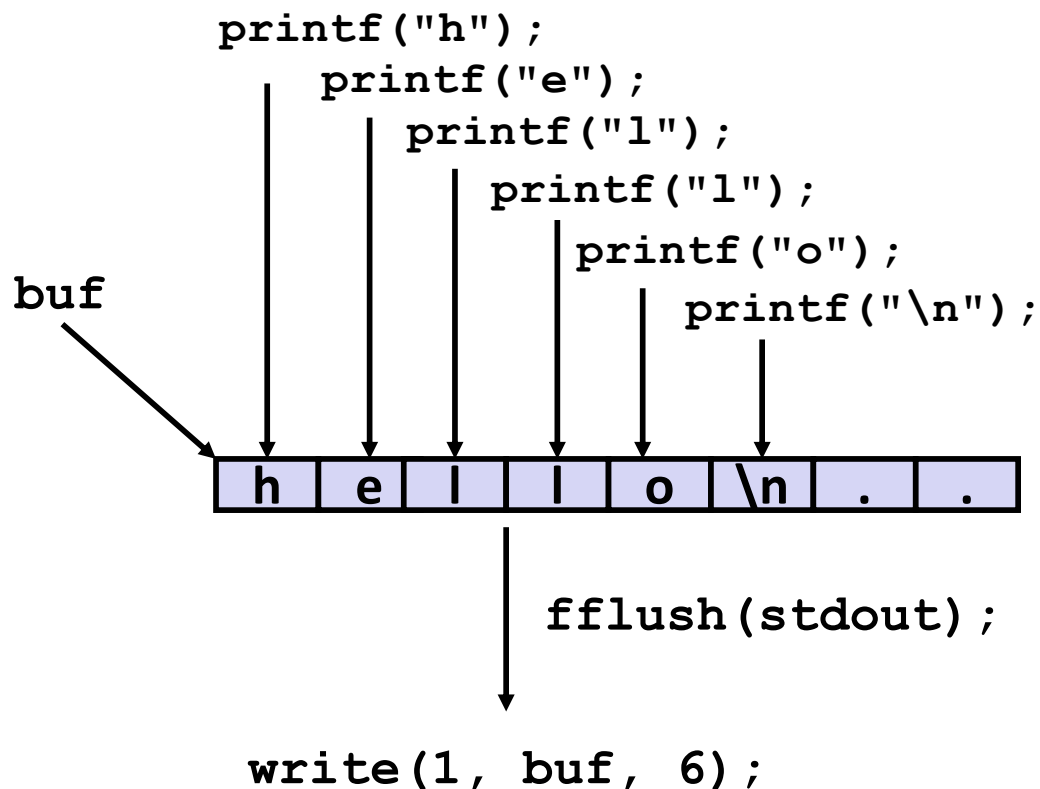 printf("h");
printf("e");
printf("l");
printf("l");
printf("o");
buf
printf("\n");
h e l l o \n . .
fflush(stdout);
write(1, buf, 6);